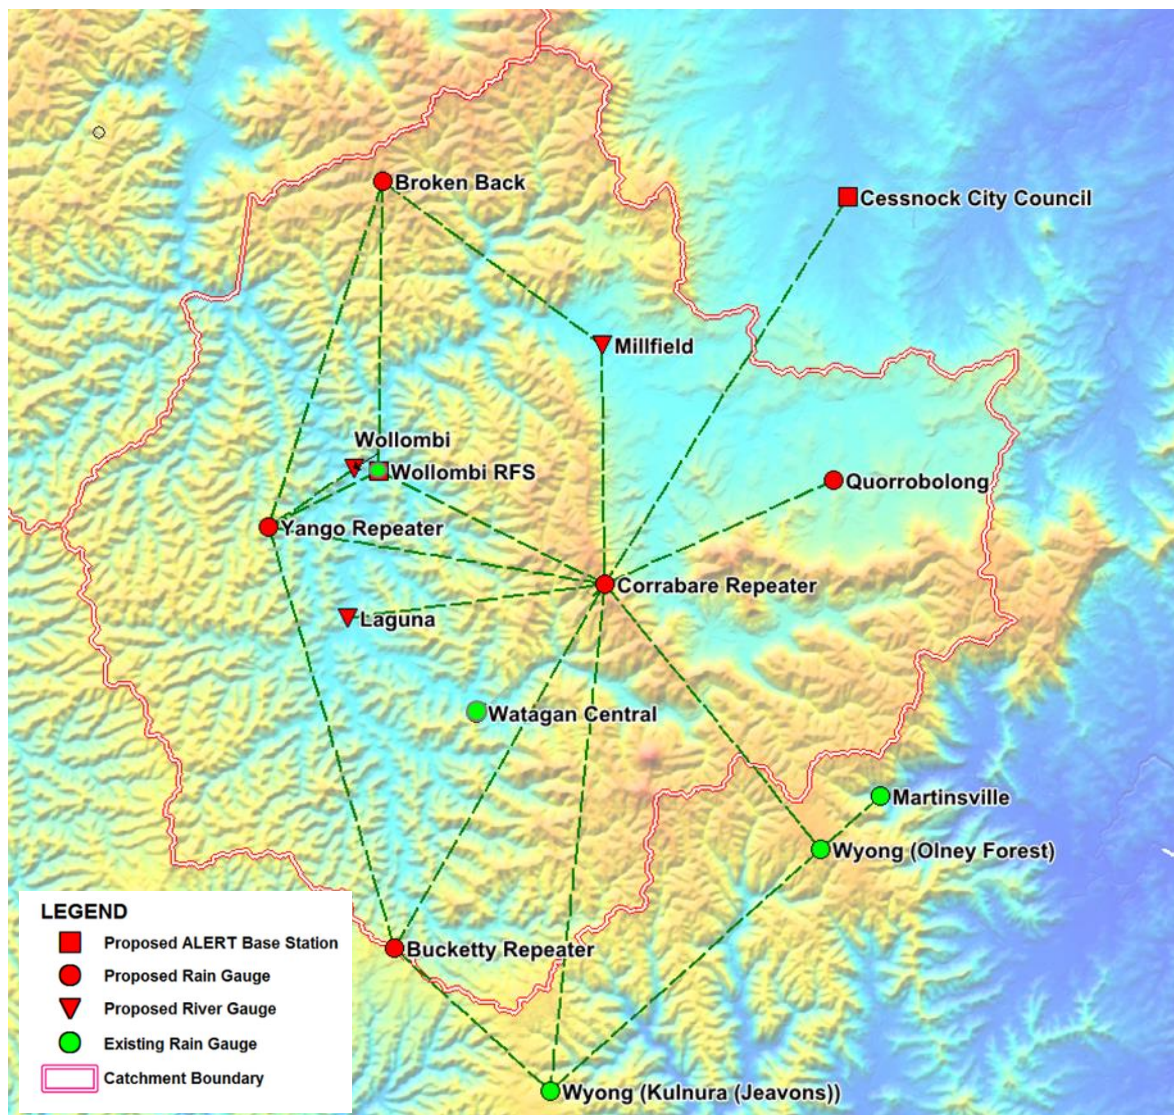 Broken Back
Cessnock City Council
Millfield
Wollombi
Wollombi RFS
Quorrobolong
Yango Repeater
Corrabare Repeater
Laguna
Watagan Central
Martinsville
Wyong (Olney Forest)
Bucketty Repeater
Wyong (Kulnura (Jeavons))
LEGEND
Proposed ALERT Base Station
Proposed Rain Gauge
Proposed River Gauge
Existing Rain Gauge
Catchment Boundary